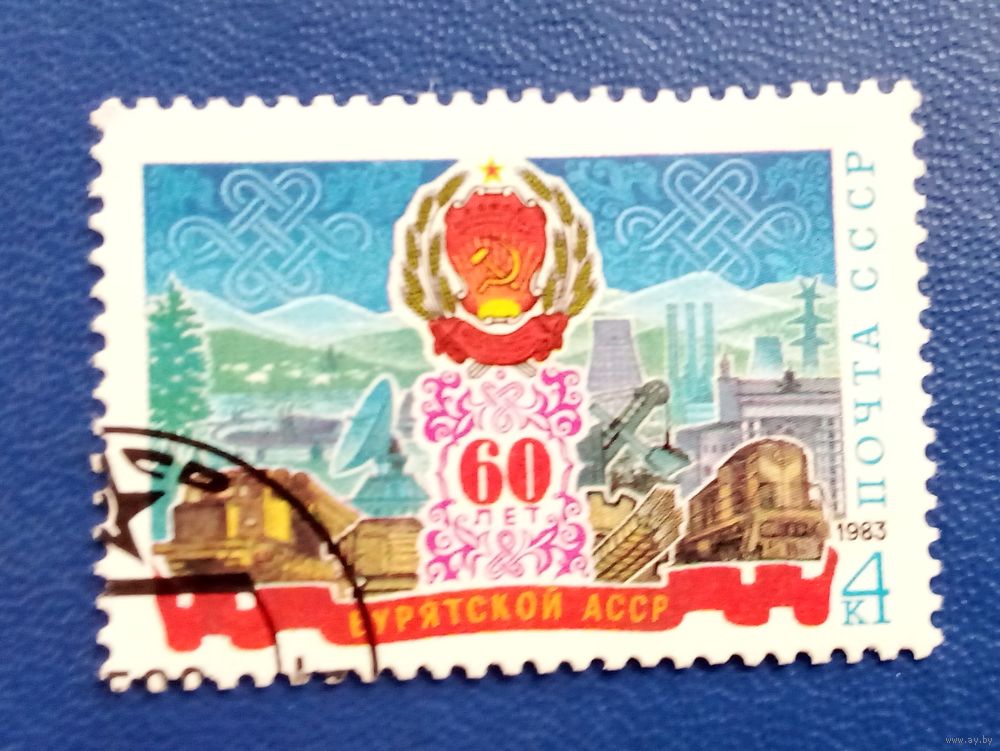 ПОЧТА СССР
60
ЛЕТ
1983
4
К
БУРЯТСКОЙ АССР
www.ay.by